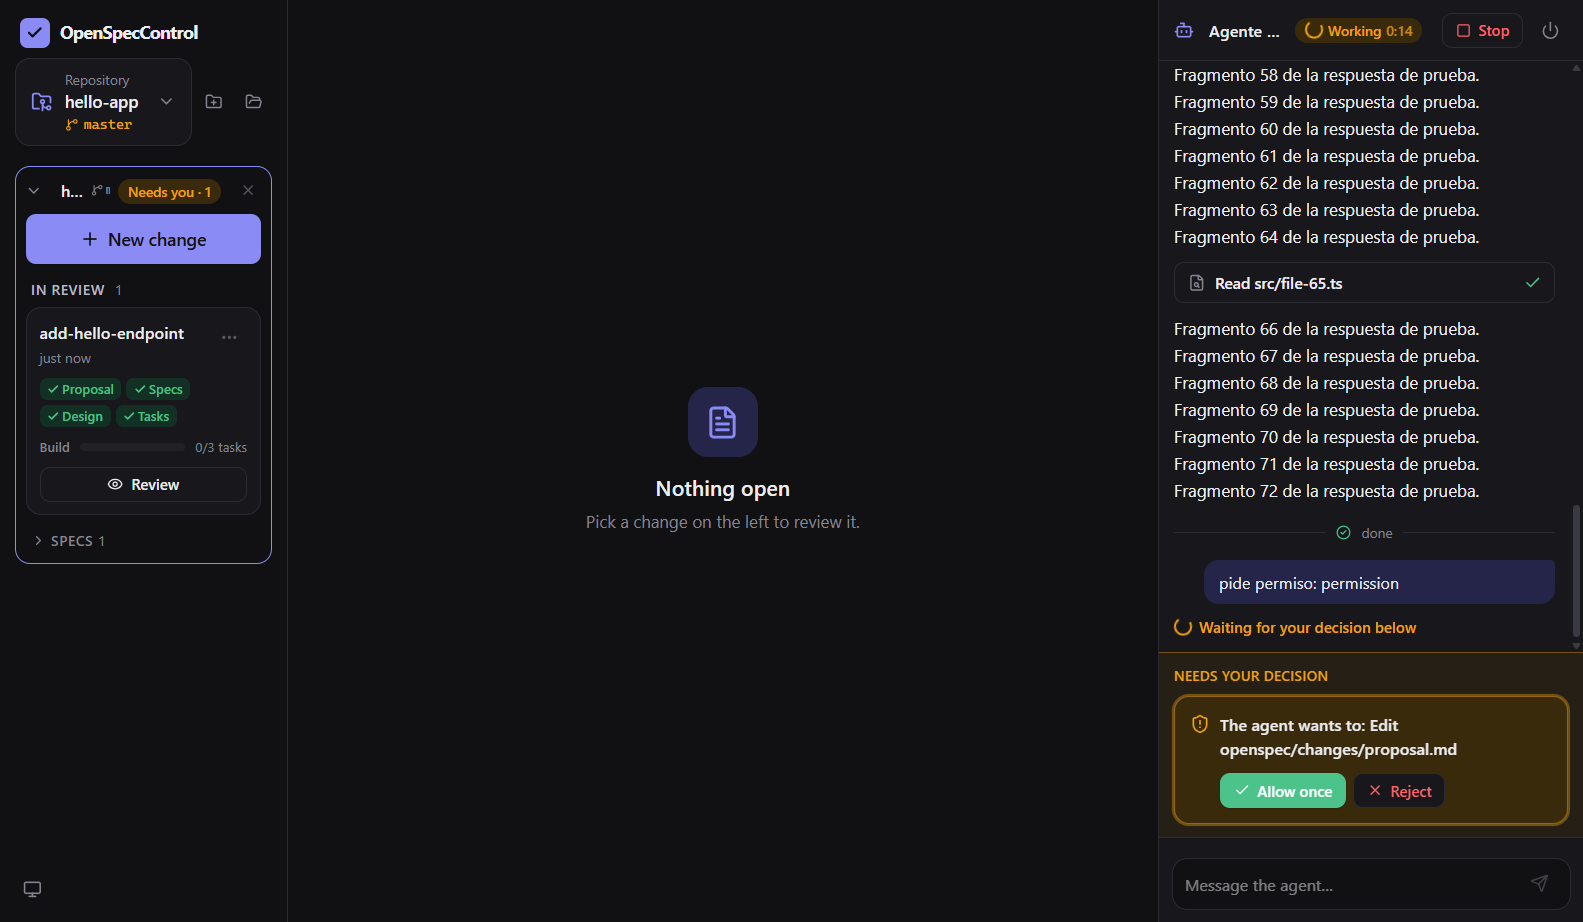 OpenSpecControl
Repository
hello-app
master
h...
Needs you · 1
New change
IN REVIEW 1
add-hello-endpoint
just now
Proposal
Specs
Design
Tasks
Build
0/3 tasks
Review
SPECS 1
Nothing open
Pick a change on the left to review it.
Agente ...
Working 0:14
Stop
Fragmento 58 de la respuesta de prueba.
Fragmento 59 de la respuesta de prueba.
Fragmento 60 de la respuesta de prueba.
Fragmento 61 de la respuesta de prueba.
Fragmento 62 de la respuesta de prueba.
Fragmento 63 de la respuesta de prueba.
Fragmento 64 de la respuesta de prueba.
Read src/file-65.ts
Fragmento 66 de la respuesta de prueba.
Fragmento 67 de la respuesta de prueba.
Fragmento 68 de la respuesta de prueba.
Fragmento 69 de la respuesta de prueba.
Fragmento 70 de la respuesta de prueba.
Fragmento 71 de la respuesta de prueba.
Fragmento 72 de la respuesta de prueba.
done
pide permiso: permission
Waiting for your decision below
NEEDS YOUR DECISION
The agent wants to: Edit
openspec/changes/proposal.md
Allow once
Reject
Message the agent...